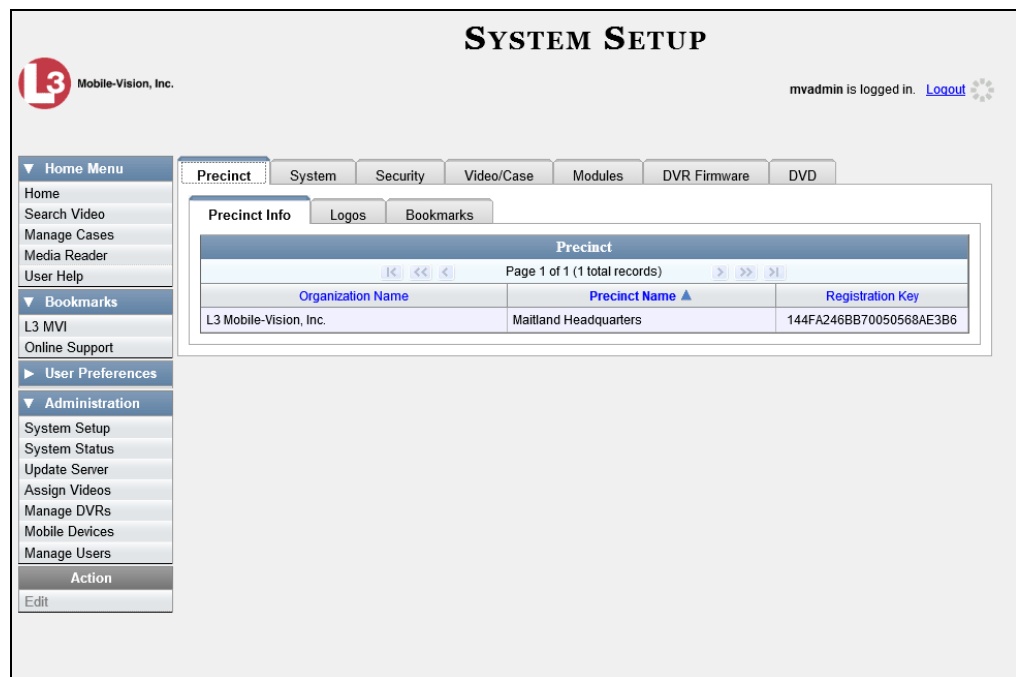 SYSTEM SETUP
L3 Mobile-Vision, Inc.
mvadmin is logged in. Logout
▼ Home Menu
Home
Search Video
Manage Cases
Media Reader
User Help
▼ Bookmarks
L3 MVI
Online Support
▶ User Preferences
▼ Administration
System Setup
System Status
Update Server
Assign Videos
Manage DVRs
Mobile Devices
Manage Users
Action
Edit
Precinct System Security Video/Case Modules DVR Firmware DVD
Precinct Info Logos Bookmarks
Precinct
|< << < Page 1 of 1 (1 total records) > >> >|
Organization Name Precinct Name ▲ Registration Key
L3 Mobile-Vision, Inc. Maitland Headquarters 144FA246BB70050568AE3B6